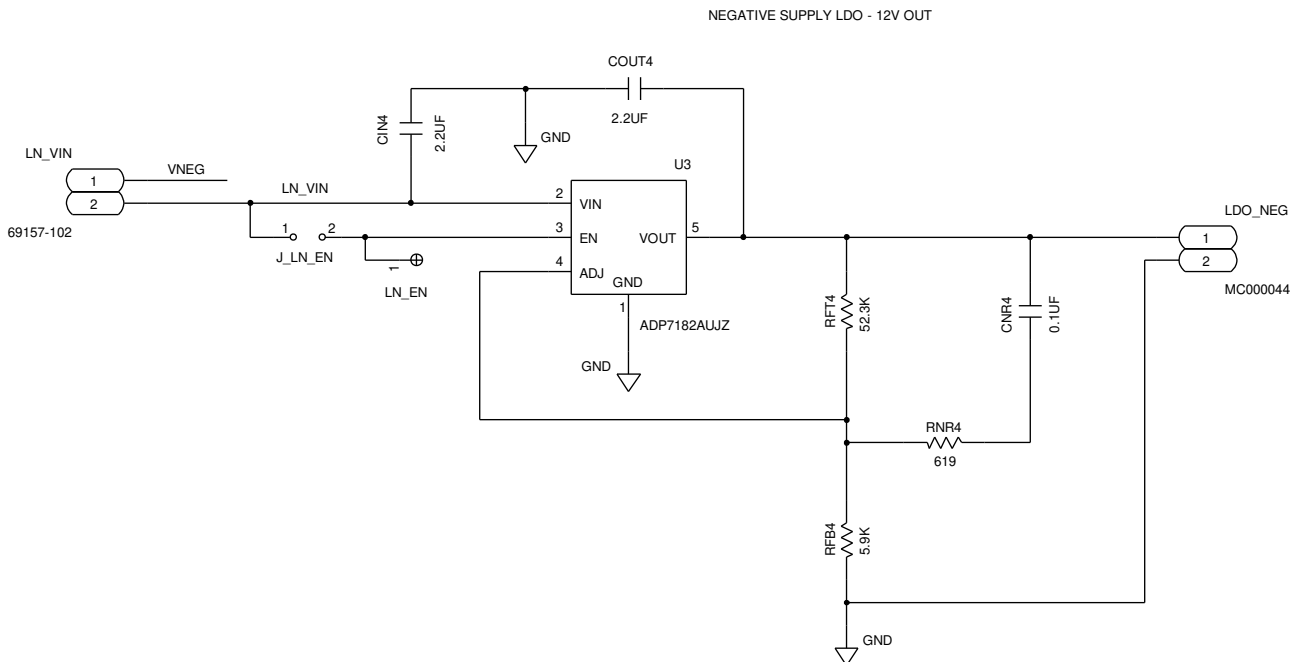 NEGATIVE SUPPLY LDO - 12V OUT
COUT4
2.2UF
CIN4
2.2UF
GND
LN_VIN
1
2
69157-102
VNEG
LN_VIN
U3
2
VIN
3
EN
4
ADJ
VOUT
5
GND
1
ADP7182AUJZ
GND
1
2
J_LN_EN
1
LN_EN
LDO_NEG
1
2
MC000044
RFT4
52.3K
CNR4
0.1UF
RNR4
619
RFB4
5.9K
GND